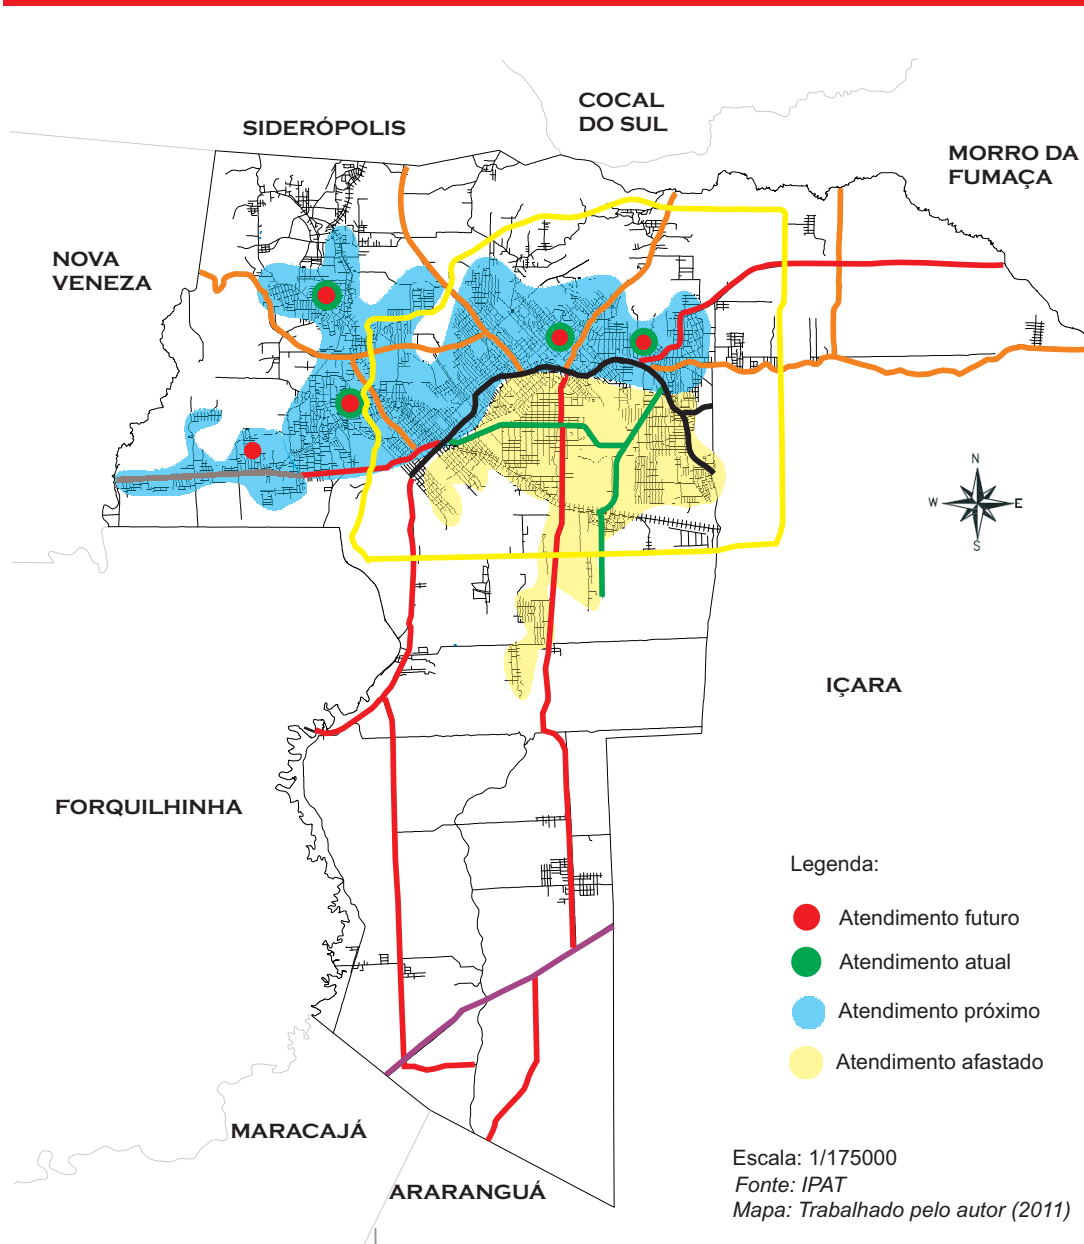 COCAL
DO SUL
SIDERÓPOLIS
MORRO DA
FUMAÇA
NOVA
VENEZA
N
W
E
S
IÇARA
FORQUILHINHA
Legenda:
Atendimento futuro
Atendimento atual
Atendimento próximo
Atendimento afastado
MARACAJÁ
ARARANGUÁ
Escala: 1/175000
Fonte: IPAT
Mapa: Trabalhado pelo autor (2011)